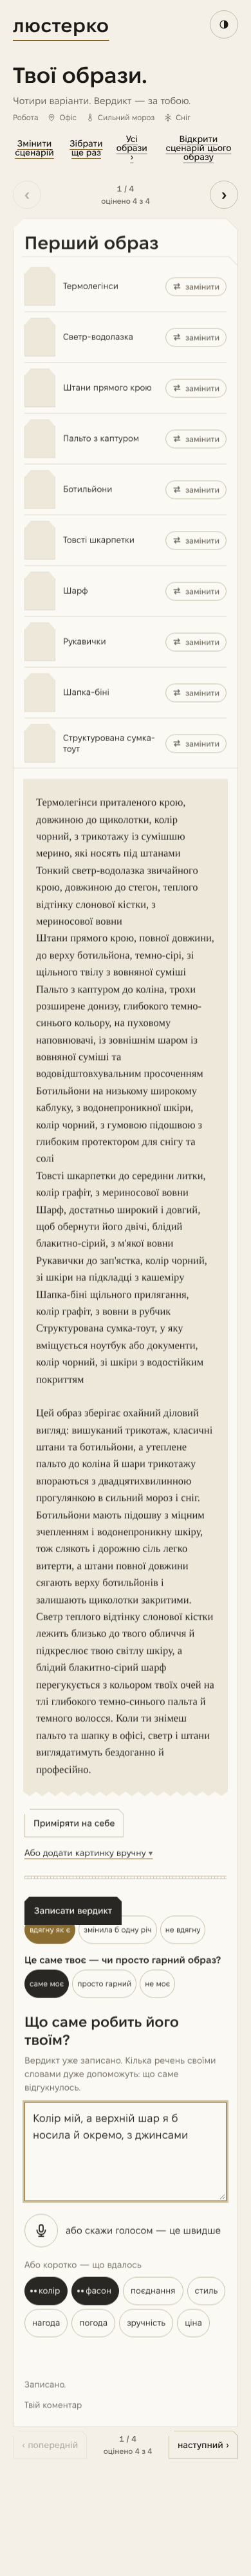 люстерко
Твої образи.
Чотири варіанти. Вердикт — за тобою.
Робота Офіс Сильний мороз Сніг
Змінити сценарій
Зібрати ще раз
Усі образи ›
Відкрити сценарій цього образу
‹
1 / 4
оцінено 4 з 4
›
Перший образ
Термолегінси
⇄ замінити
Светр-водолазка
⇄ замінити
Штани прямого крою
⇄ замінити
Пальто з каптуром
⇄ замінити
Ботильйони
⇄ замінити
Товсті шкарпетки
⇄ замінити
Шарф
⇄ замінити
Рукавички
⇄ замінити
Шапка-біні
⇄ замінити
Структурована сумка-
тоут
⇄ замінити
Термолегінси приталеного крою,
довжиною до щиколотки, колір
чорний, з трикотажу із сумішшю
мерино, які носять під штанами
Тонкий светр-водолазка звичайного
крою, довжиною до стегон, теплого
відтінку слонової кістки, з
мериносової вовни
Штани прямого крою, повної довжини,
до верху ботильйона, темно-сірі, зі
щільного твілу з вовняної суміші
Пальто з каптуром до коліна, трохи
розширене донизу, глибокого темно-
синього кольору, на пуховому
наповнювачі, із зовнішнім шаром із
вовняної суміші та
водовідштовхувальним просоченням
Ботильйони на низькому широкому
каблуку, з водонепроникної шкіри,
колір чорний, з гумовою підошвою з
глибоким протектором для снігу та
солі
Товсті шкарпетки до середини литки,
колір графіт, з мериносової вовни
Шарф, достатньо широкий і довгий,
щоб обернути його двічі, блідий
блакитно-сірий, з м'якої вовни
Рукавички до зап'ястка, колір чорний,
зі шкіри на підкладці з кашеміру
Шапка-біні щільного прилягання,
колір графіт, з вовни в рубчик
Структурована сумка-тоут, у яку
вміщується ноутбук або документи,
колір чорний, зі шкіри з водостійким
покриттям
Цей образ зберігає охайний діловий
вигляд: вишуканий трикотаж, класичні
штани та ботильйони, а утеплене
пальто до коліна й шари трикотажу
впораються з двадцятихвилинною
прогулянкою в сильний мороз і сніг.
Ботильйони мають підошву з міцним
зчепленням і водонепроникну шкіру,
тож слякоть і дорожню сіль легко
витерти, а штани повної довжини
сягають верху ботильйонів і
залишають щиколотки закритими.
Светр теплого відтінку слонової кістки
лежить близько до твого обличчя й
підкреслює твою світлу шкіру, а
блідий блакитно-сірий шарф
перегукується з кольором твоїх очей на
тлі глибокого темно-синього пальта й
темного волосся. Коли ти знімеш
пальто та шапку в офісі, светр і штани
виглядатимуть бездоганно й
професійно.
Приміряти на себе
Або додати картинку вручну ▾
Записати вердикт
вдягну як є
змінила б одну річ
не вдягну
Це саме твоє — чи просто гарний образ?
саме моє
просто гарний
не моє
Що саме робить його
твоїм?
Вердикт уже записано. Кілька речень своїми
словами дуже допоможуть: що саме
відгукнулось.
Колір мій, а верхній шар я б
носила й окремо, з джинсами
або скажи голосом — це швидше
Або коротко — що вдалось
колір
фасон
поєднання
стиль
нагода
погода
зручність
ціна
Записано.
Твій коментар
‹ попередній
1 / 4
оцінено 4 з 4
наступний ›